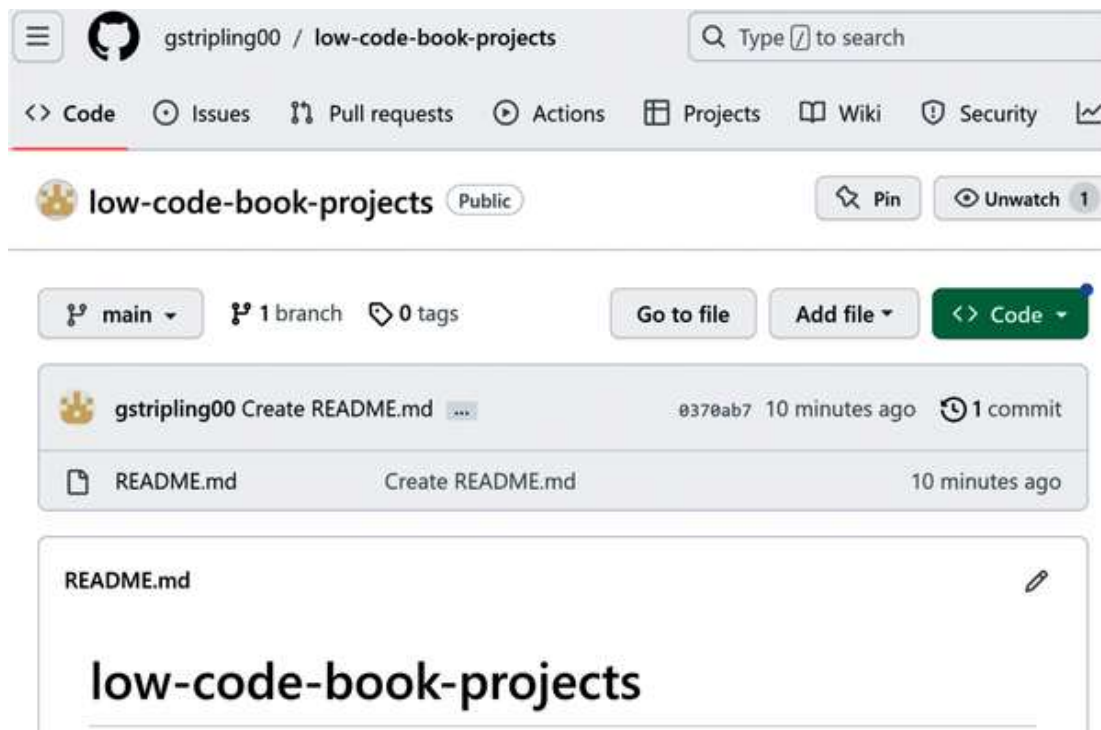 gstripling00 / low-code-book-projects Type / to search
Code Issues Pull requests Actions Projects Wiki Security
low-code-book-projects Public Pin Unwatch 1
main 1 branch 0 tags Go to file Add file Code
gstripling00 Create README.md ... 0370ab7 10 minutes ago 1 commit
README.md Create README.md 10 minutes ago
README.md
low-code-book-projects